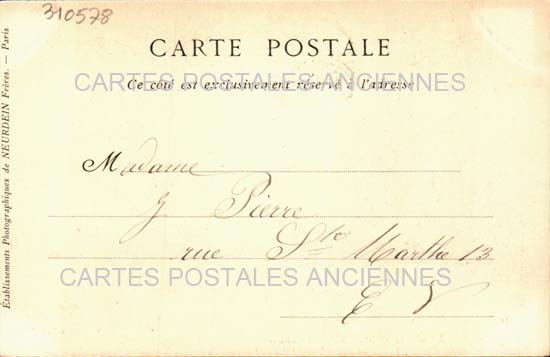 310578
CARTE POSTALE
CARTES POSTALES ANCIENNES
Ce côté est exclusivement réservé à l'adresse
Madame
J. Pierre
rue Ste Marthe 13
CARTES POSTALES ANCIENNES
E V
Établissements Photographiques de NEURDEIN Frères. — Paris